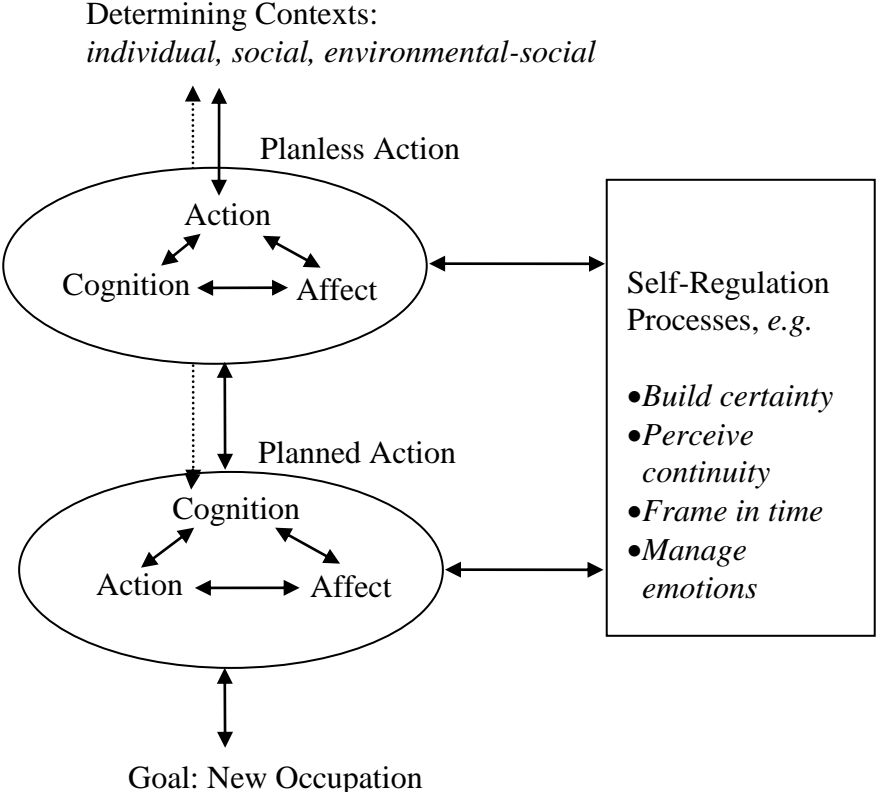 Determining Contexts:
individual, social, environmental-social
Planless Action
Action
Cognition
Affect
Self-Regulation
Processes, e.g.
•Build certainty
•Perceive
continuity
•Frame in time
•Manage
emotions
Planned Action
Cognition
Action
Affect
Goal: New Occupation